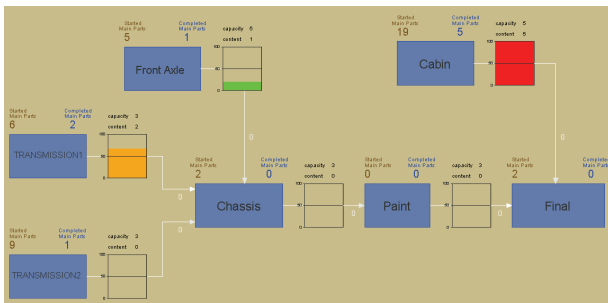 Started
Main Parts
5
Completed
Main Parts
1
capacity 6
content 1
Front Axle
100
50
0
0
Started
Main Parts
19
Completed
Main Parts
5
capacity 5
content 5
Cabin
100
50
0
0
Started
Main Parts
6
Completed
Main Parts
2
capacity 3
content 2
TRANSMISSION1
100
50
0
0
Started
Main Parts
2
Completed
Main Parts
0
capacity 3
content 0
Chassis
100
50
0
0
Started
Main Parts
0
Completed
Main Parts
0
capacity 3
content 0
Paint
100
50
0
0
Started
Main Parts
2
Completed
Main Parts
0
Final
Started
Main Parts
9
Completed
Main Parts
1
capacity 3
content 0
TRANSMISSION2
100
50
0
0